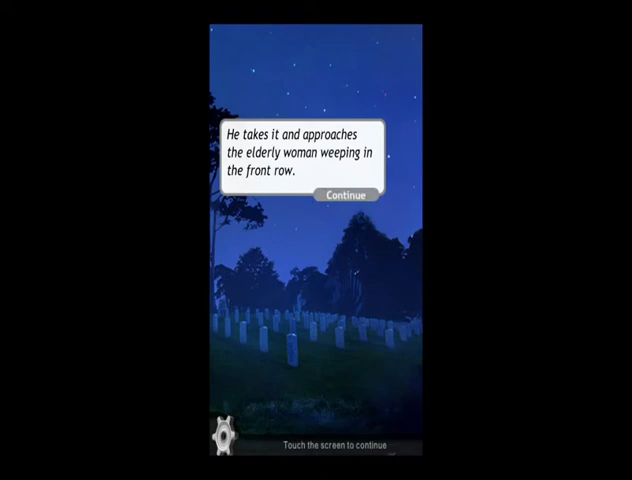 He takes it and approaches
the elderly woman weeping in
the front row.
Continue
Touch the screen to continue